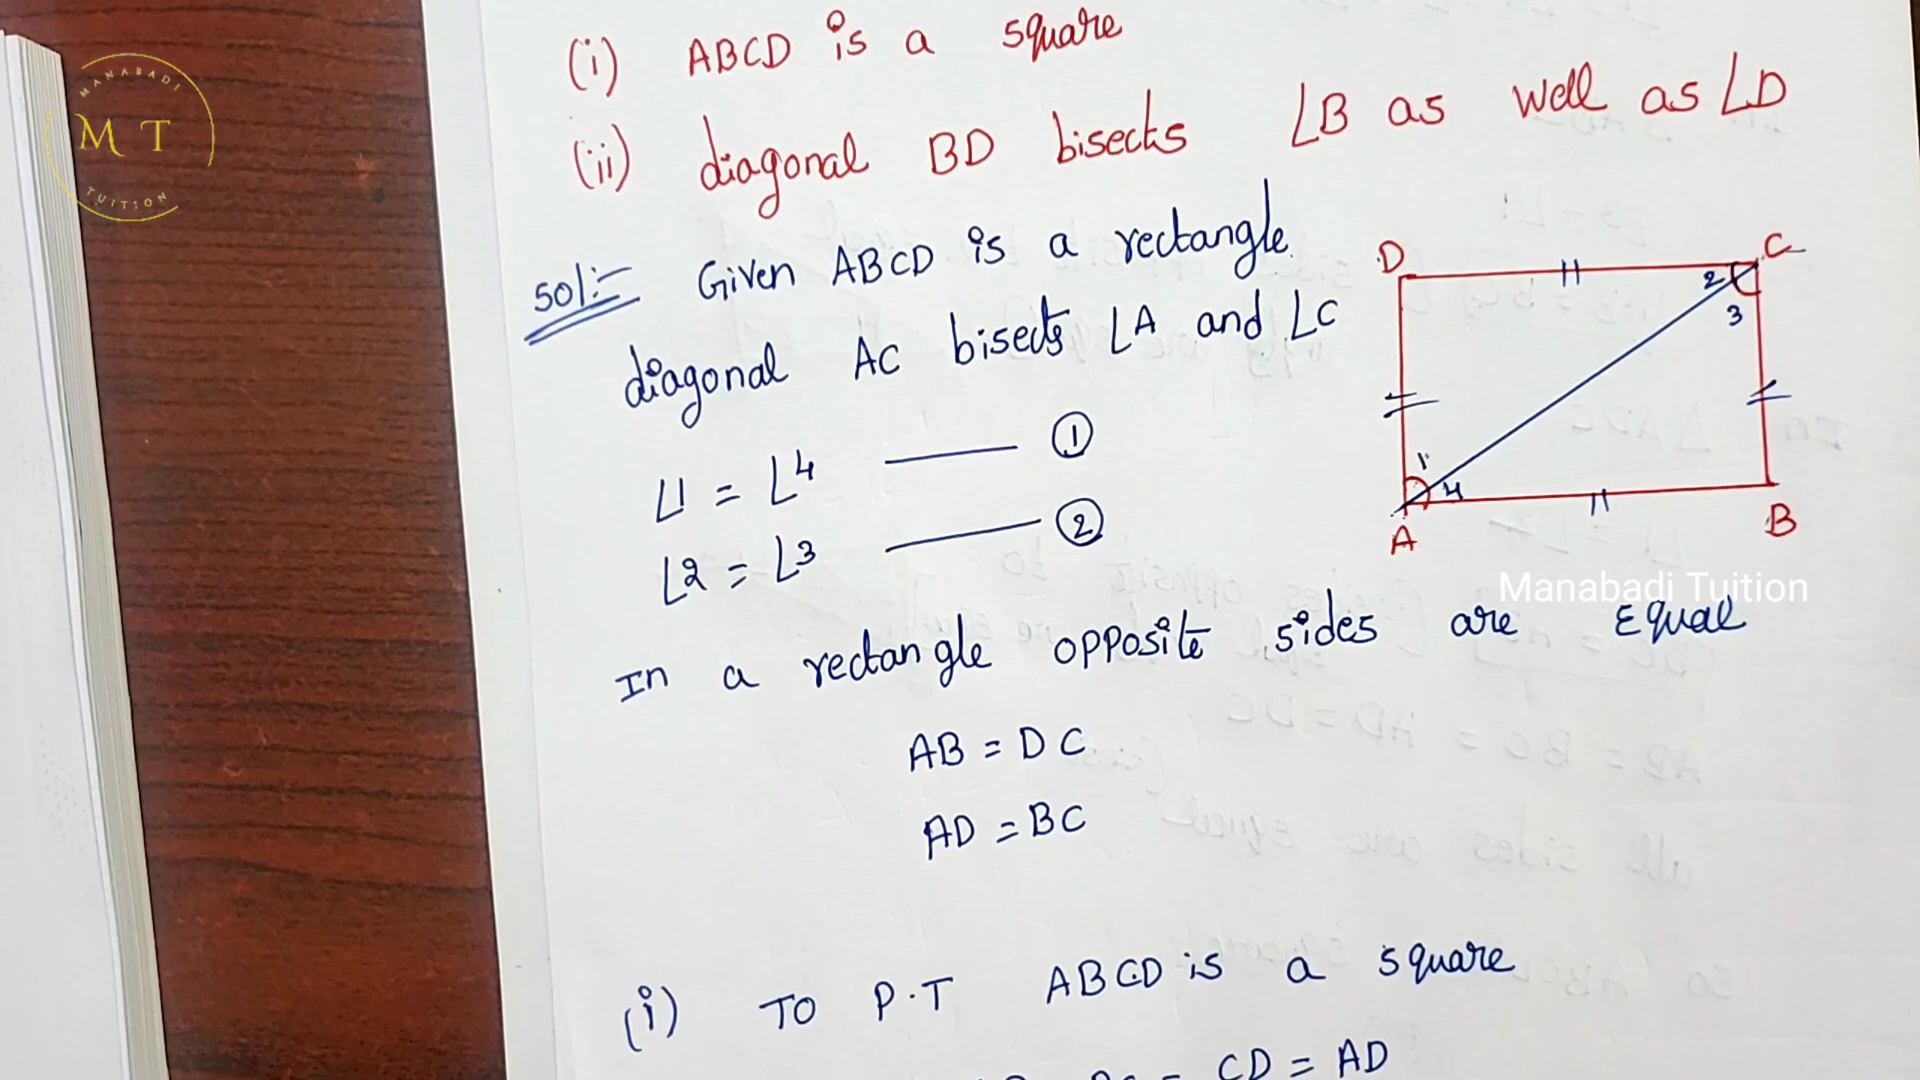 MANABADI
M T
TUITION
(i) ABCD is a square
(ii) diagonal BD bisects ∠B as well as ∠D
Sol:- Given ABCD is a rectangle.
diagonal AC bisects ∠A and ∠C
∠1 = ∠4 —— ①
∠2 = ∠3 —— ②
D C
2
3
1
4
A B
Manabadi Tuition
In a rectangle opposite sides are Equal
AB = DC
AD = BC
(i) To P.T ABCD is a square
= CD = AD